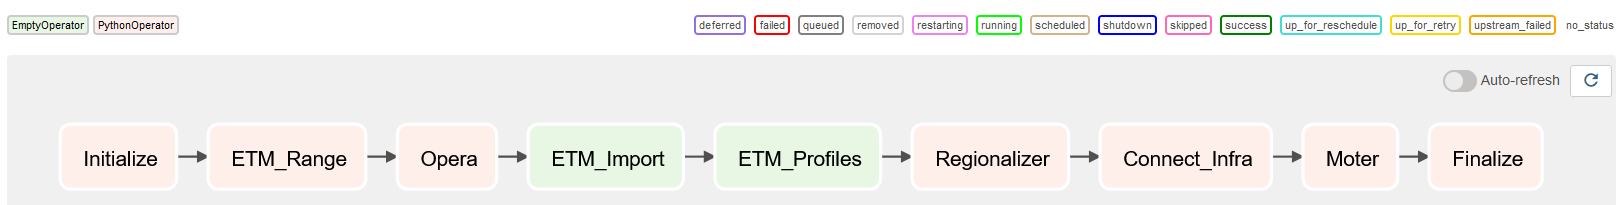 EmptyOperator PythonOperator deferred failed queued removed restarting running scheduled shutdown skipped success up_for_reschedule up_for_retry upstream_failed no_status
Auto-refresh
Initialize ETM_Range Opera ETM_Import ETM_Profiles Regionalizer Connect_Infra Moter Finalize